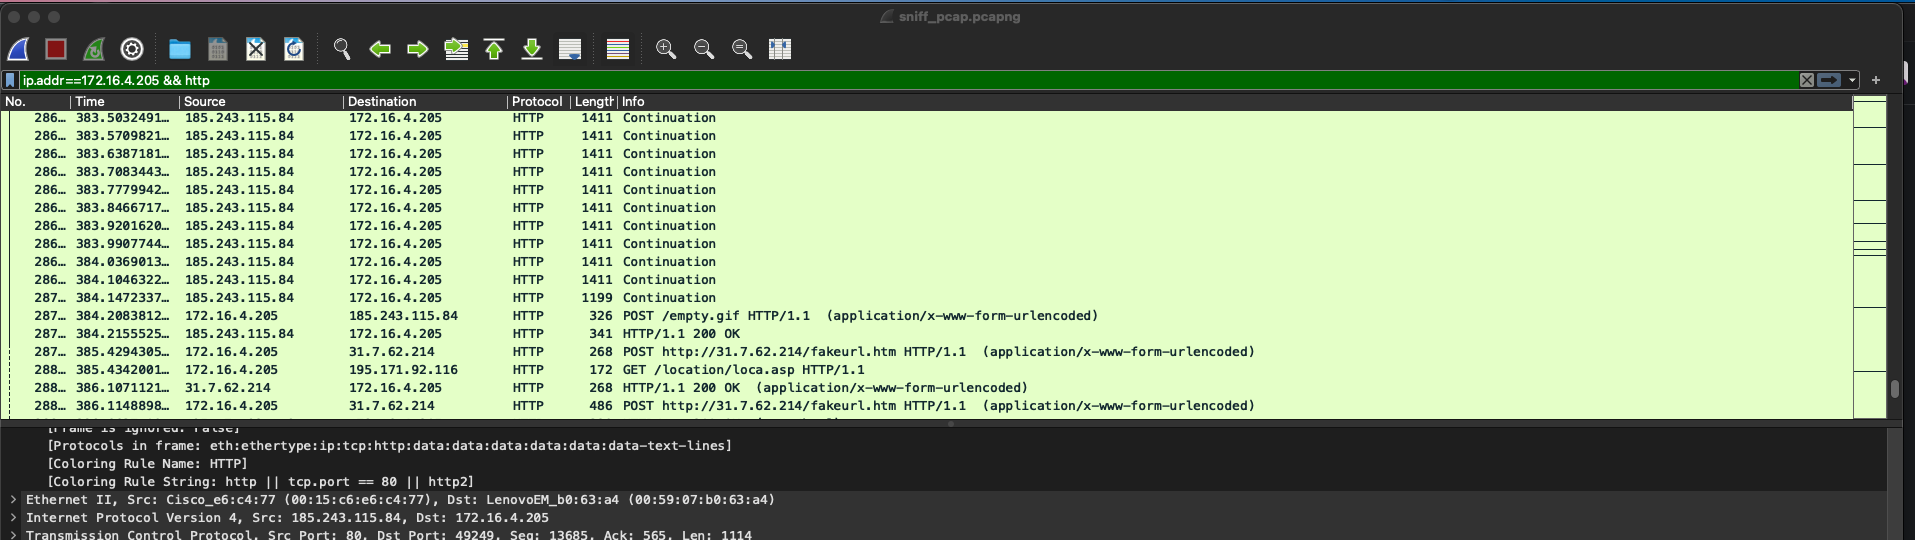 sniff_pcap.pcapng
ip.addr==172.16.4.205 && http
No. Time Source Destination Protocol Length Info
286… 383.5032491… 185.243.115.84 172.16.4.205 HTTP 1411 Continuation
286… 383.5709821… 185.243.115.84 172.16.4.205 HTTP 1411 Continuation
286… 383.6387181… 185.243.115.84 172.16.4.205 HTTP 1411 Continuation
286… 383.7083443… 185.243.115.84 172.16.4.205 HTTP 1411 Continuation
286… 383.7779942… 185.243.115.84 172.16.4.205 HTTP 1411 Continuation
286… 383.8466717… 185.243.115.84 172.16.4.205 HTTP 1411 Continuation
286… 383.9201620… 185.243.115.84 172.16.4.205 HTTP 1411 Continuation
286… 383.9907744… 185.243.115.84 172.16.4.205 HTTP 1411 Continuation
286… 384.0369013… 185.243.115.84 172.16.4.205 HTTP 1411 Continuation
286… 384.1046322… 185.243.115.84 172.16.4.205 HTTP 1411 Continuation
287… 384.1472337… 185.243.115.84 172.16.4.205 HTTP 1199 Continuation
287… 384.2083812… 172.16.4.205 185.243.115.84 HTTP 326 POST /empty.gif HTTP/1.1 (application/x-www-form-urlencoded)
287… 384.2155525… 185.243.115.84 172.16.4.205 HTTP 341 HTTP/1.1 200 OK
287… 385.4294305… 172.16.4.205 31.7.62.214 HTTP 268 POST http://31.7.62.214/fakeurl.htm HTTP/1.1 (application/x-www-form-urlencoded)
288… 385.4342001… 172.16.4.205 195.171.92.116 HTTP 172 GET /location/loca.asp HTTP/1.1
288… 386.1071121… 31.7.62.214 172.16.4.205 HTTP 268 HTTP/1.1 200 OK (application/x-www-form-urlencoded)
288… 386.1148898… 172.16.4.205 31.7.62.214 HTTP 486 POST http://31.7.62.214/fakeurl.htm HTTP/1.1 (application/x-www-form-urlencoded)
[Frame is ignored: False]
[Protocols in frame: eth:ethertype:ip:tcp:http:data:data:data:data:data:data-text-lines]
[Coloring Rule Name: HTTP]
[Coloring Rule String: http || tcp.port == 80 || http2]
Ethernet II, Src: Cisco_e6:c4:77 (00:15:c6:e6:c4:77), Dst: LenovoEM_b0:63:a4 (00:59:07:b0:63:a4)
Internet Protocol Version 4, Src: 185.243.115.84, Dst: 172.16.4.205
Transmission Control Protocol, Src Port: 80, Dst Port: 49249, Seq: 13685, Ack: 565, Len: 1114